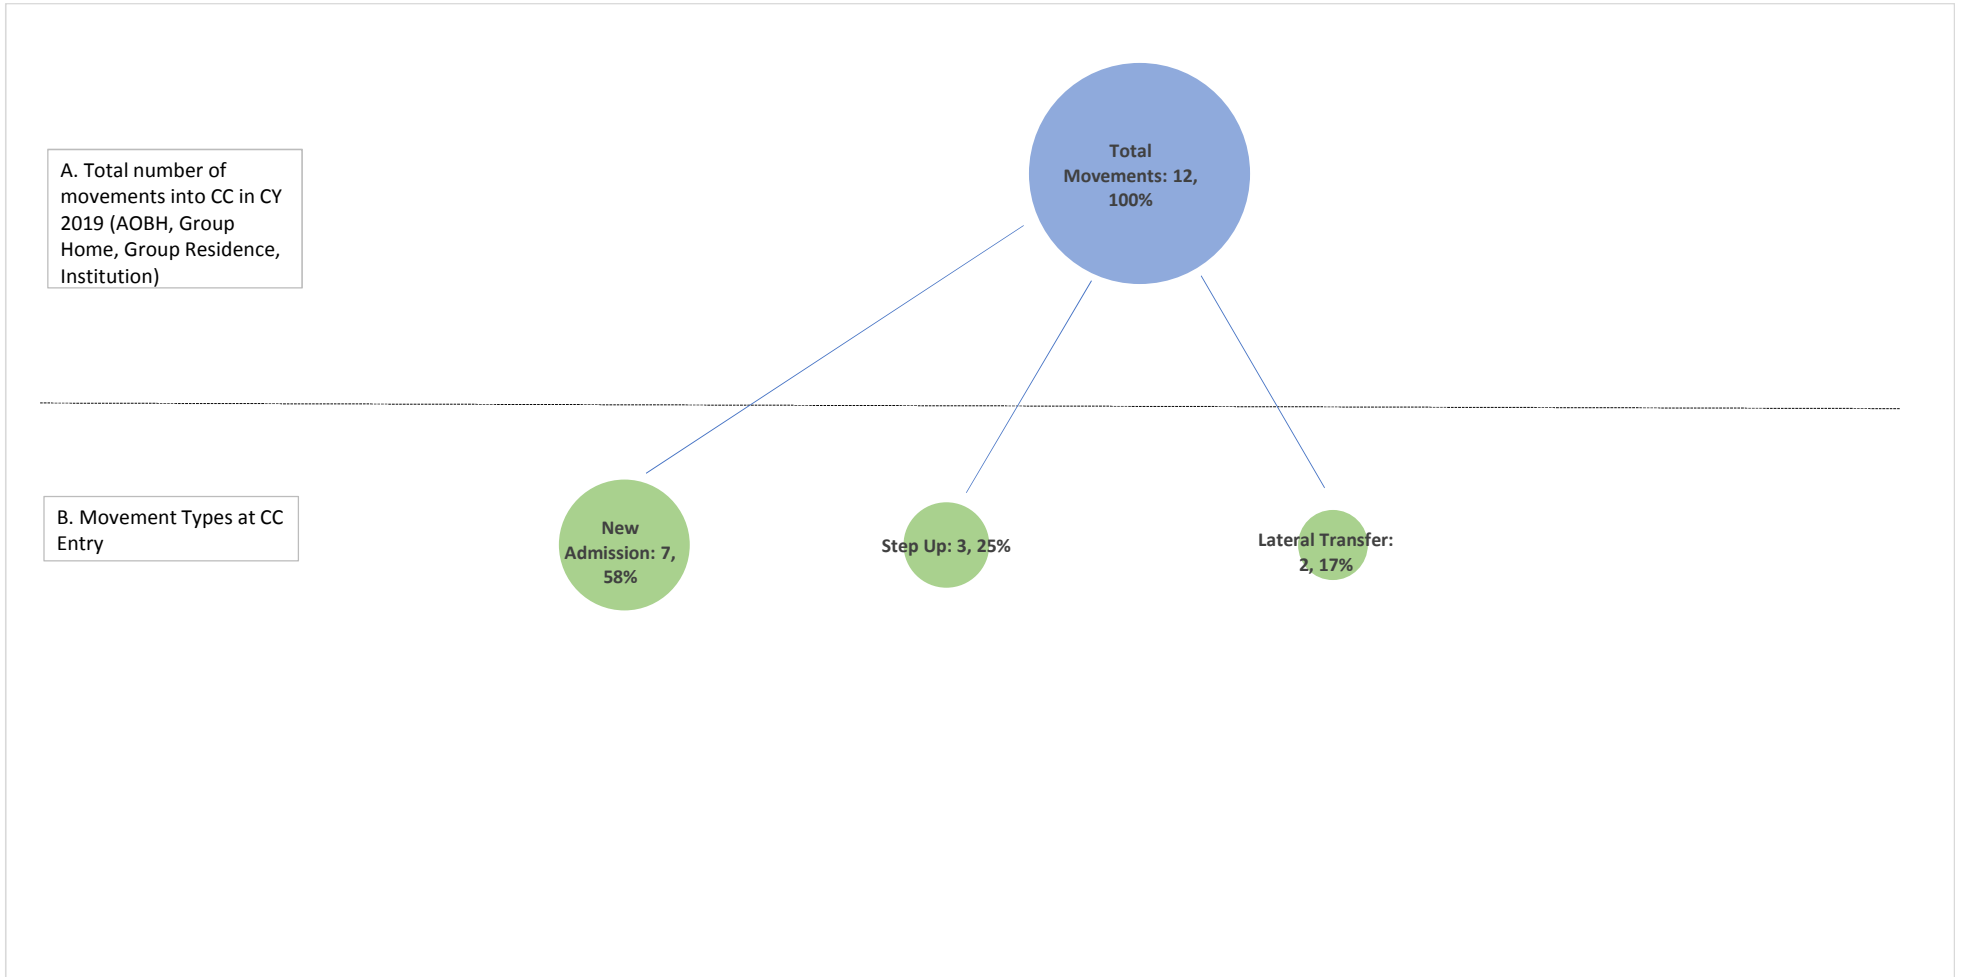 Total
Movements: 12,
100%
A. Total number of
movements into CC in CY
2019 (AOBH, Group
Home, Group Residence,
Institution)
B. Movement Types at CC
Entry
New
Admission: 7,
58%
Step Up: 3, 25%
Lateral Transfer:
2, 17%